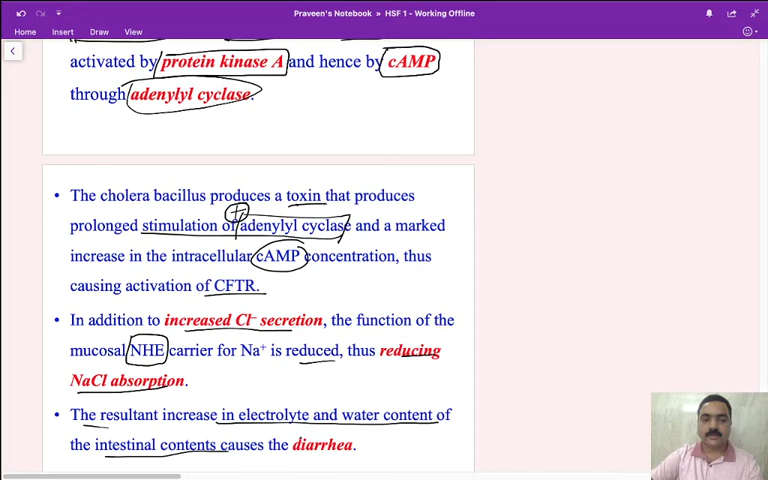 Praveen's Notebook » HSF 1 - Working Offline
Home Insert Draw View
activated by protein kinase A and hence by cAMP
through adenylyl cyclase.
• The cholera bacillus produces a toxin that produces
prolonged stimulation of adenylyl cyclase and a marked
increase in the intracellular cAMP concentration, thus
causing activation of CFTR.
• In addition to increased Cl⁻ secretion, the function of the
mucosal NHE carrier for Na⁺ is reduced, thus reducing
NaCl absorption.
• The resultant increase in electrolyte and water content of
the intestinal contents causes the diarrhea.